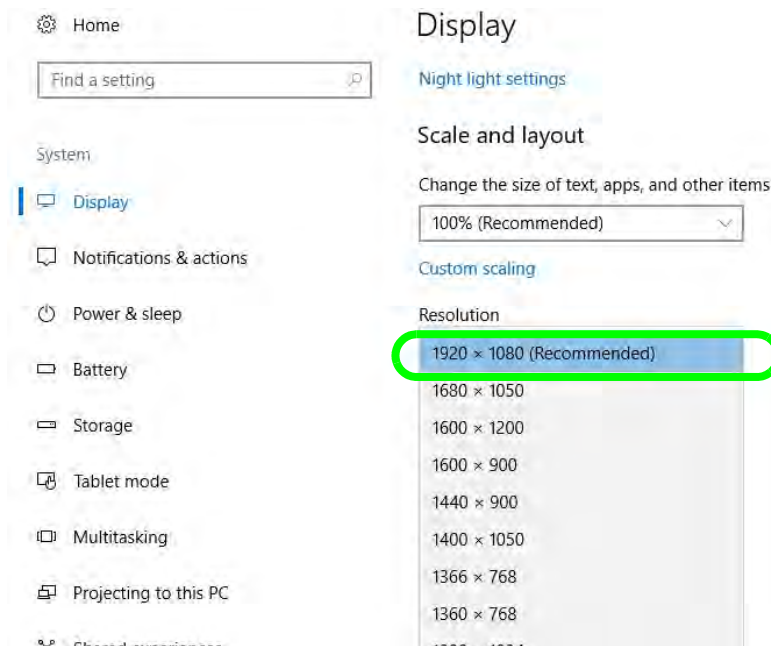 Home
Find a setting
System
Display
Notifications & actions
Power & sleep
Battery
Storage
Tablet mode
Multitasking
Projecting to this PC
Display
Night light settings
Scale and layout
Change the size of text, apps, and other items
100% (Recommended)
Custom scaling
Resolution
1920 × 1080 (Recommended)
1680 × 1050
1600 × 1200
1600 × 900
1440 × 900
1400 × 1050
1366 × 768
1360 × 768